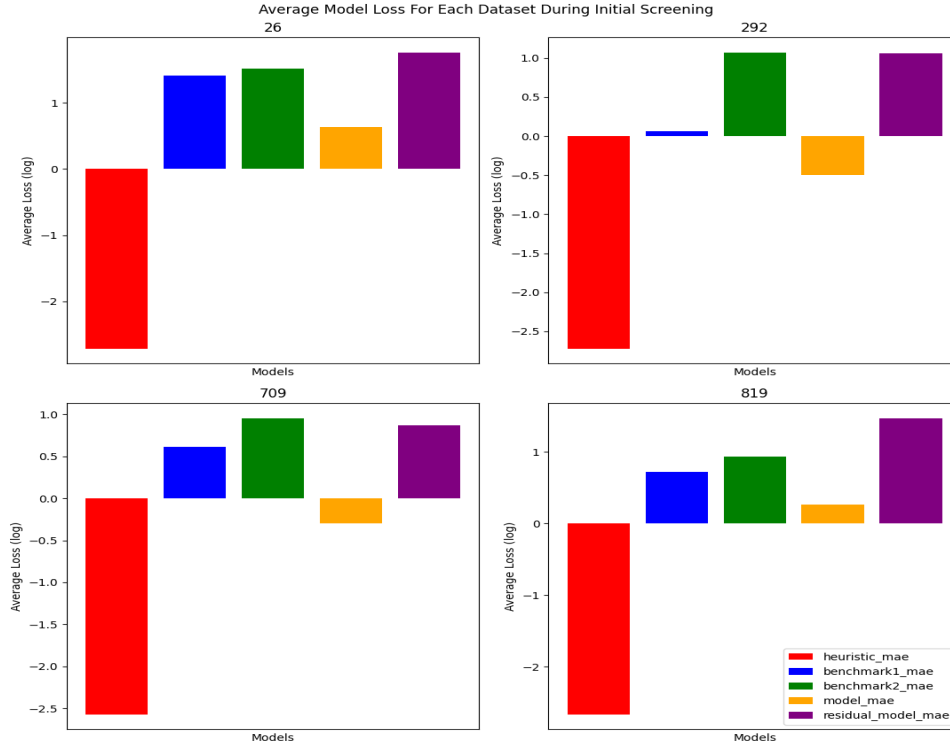 Average Model Loss For Each Dataset During Initial Screening
26
1
0
−1
−2
Average Loss (log)
Models
292
1.0
0.5
0.0
−0.5
−1.0
−1.5
−2.0
−2.5
Average Loss (log)
Models
709
1.0
0.5
0.0
−0.5
−1.0
−1.5
−2.0
−2.5
Average Loss (log)
Models
819
1
0
−1
−2
Average Loss (log)
Models
heuristic_mae
benchmark1_mae
benchmark2_mae
model_mae
residual_model_mae